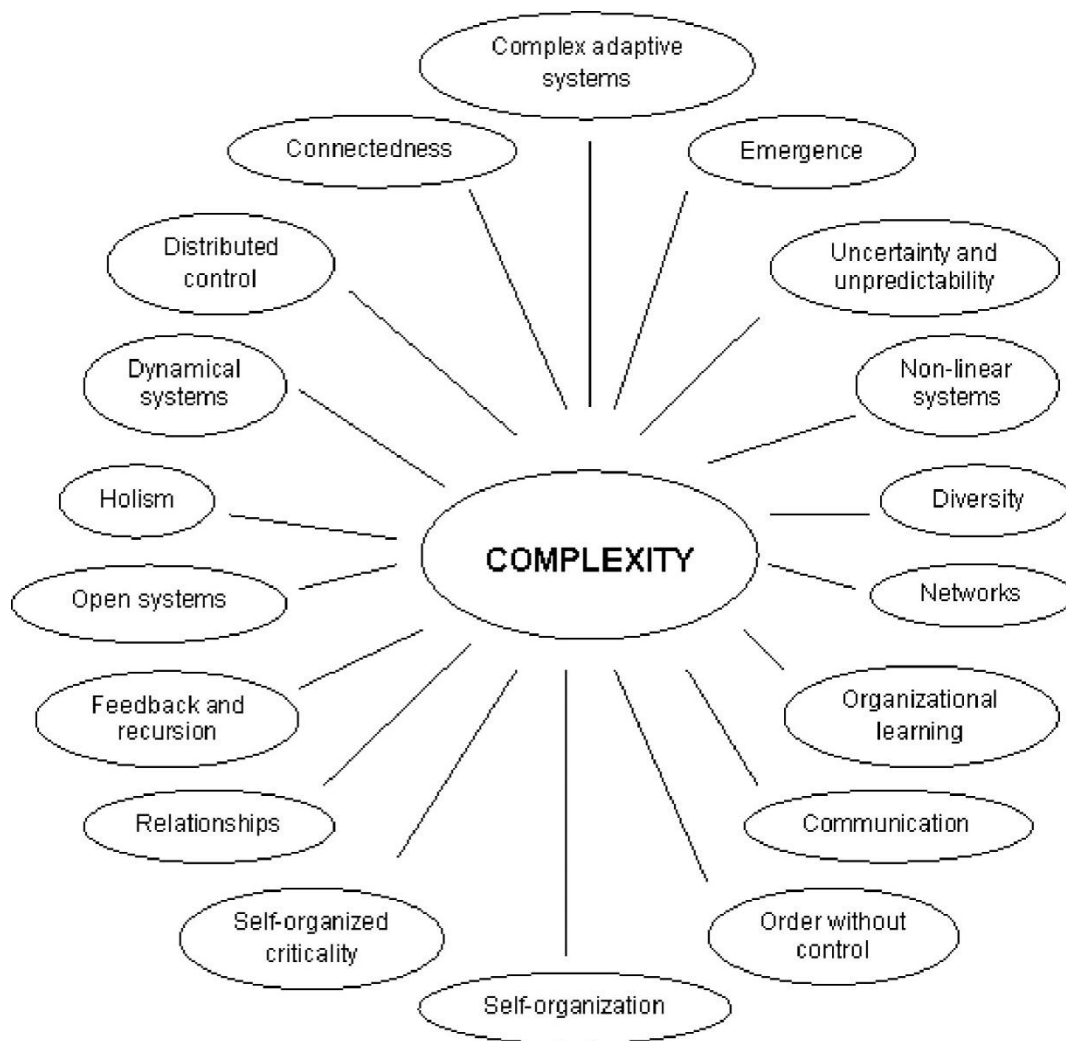 Complex adaptive
systems
Connectedness
Emergence
Distributed
control
Uncertainty and
unpredictability
Dynamical
systems
Non-linear
systems
Holism
Diversity
COMPLEXITY
Open systems
Networks
Feedback and
recursion
Organizational
learning
Relationships
Communication
Self-organized
criticality
Order without
control
Self-organization